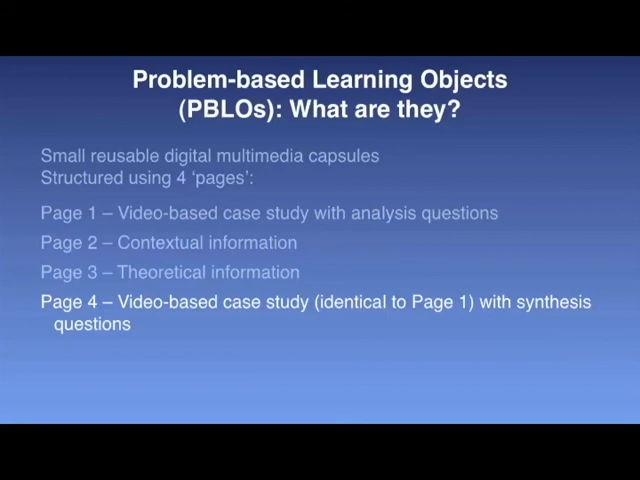 Problem-based Learning Objects
(PBLOs): What are they?
Small reusable digital multimedia capsules
Structured using 4 ‘pages’:
Page 1 – Video-based case study with analysis questions
Page 2 – Contextual information
Page 3 – Theoretical information
Page 4 – Video-based case study (identical to Page 1) with synthesis
questions